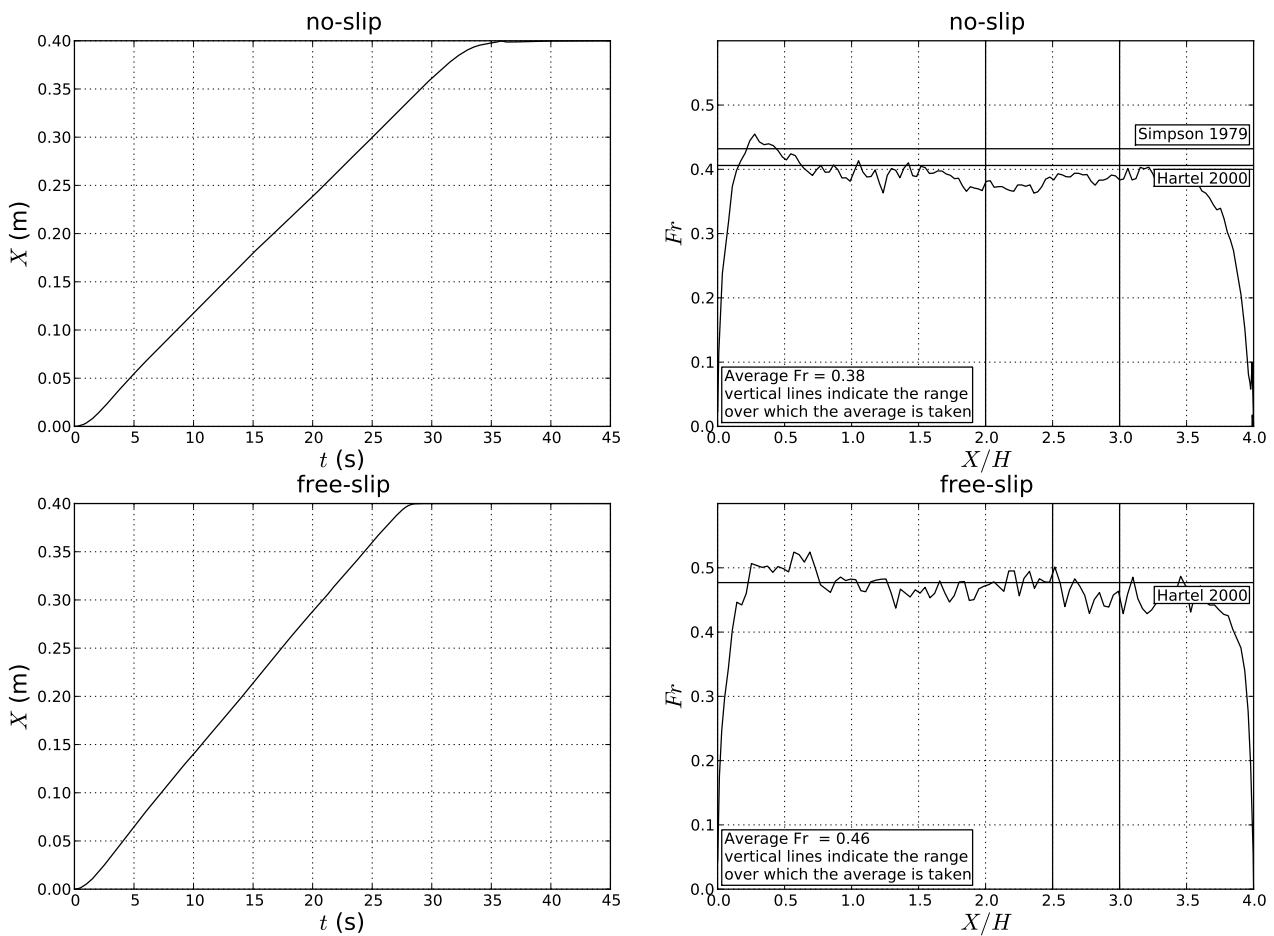 no-slip
0.40
0.35
0.30
0.25
0.20
0.15
0.10
0.05
0.00
X (m)
0 5 10 15 20 25 30 35 40 45
t (s)
no-slip
0.5
0.4
0.3
0.2
0.1
0.0
Fr
Simpson 1979
Hartel 2000
Average Fr = 0.38
vertical lines indicate the range
over which the average is taken
0.0 0.5 1.0 1.5 2.0 2.5 3.0 3.5 4.0
X/H
free-slip
0.40
0.35
0.30
0.25
0.20
0.15
0.10
0.05
0.00
X (m)
0 5 10 15 20 25 30 35 40 45
t (s)
free-slip
0.5
0.4
0.3
0.2
0.1
0.0
Fr
Hartel 2000
Average Fr  = 0.46
vertical lines indicate the range
over which the average is taken
0.0 0.5 1.0 1.5 2.0 2.5 3.0 3.5 4.0
X/H